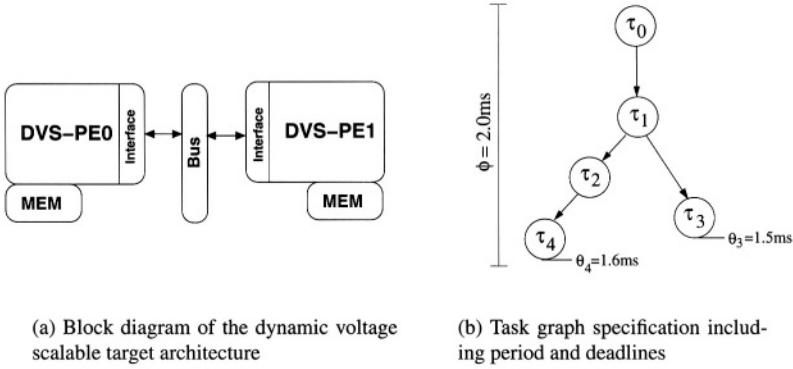 DVS–PE0
Interface
MEM
Bus
Interface
DVS–PE1
MEM
(a) Block diagram of the dynamic voltage
scalable target architecture
ϕ = 2.0ms
τ0
τ1
τ2
τ3
τ4
θ3=1.5ms
θ4=1.6ms
(b) Task graph specification includ-
ing period and deadlines